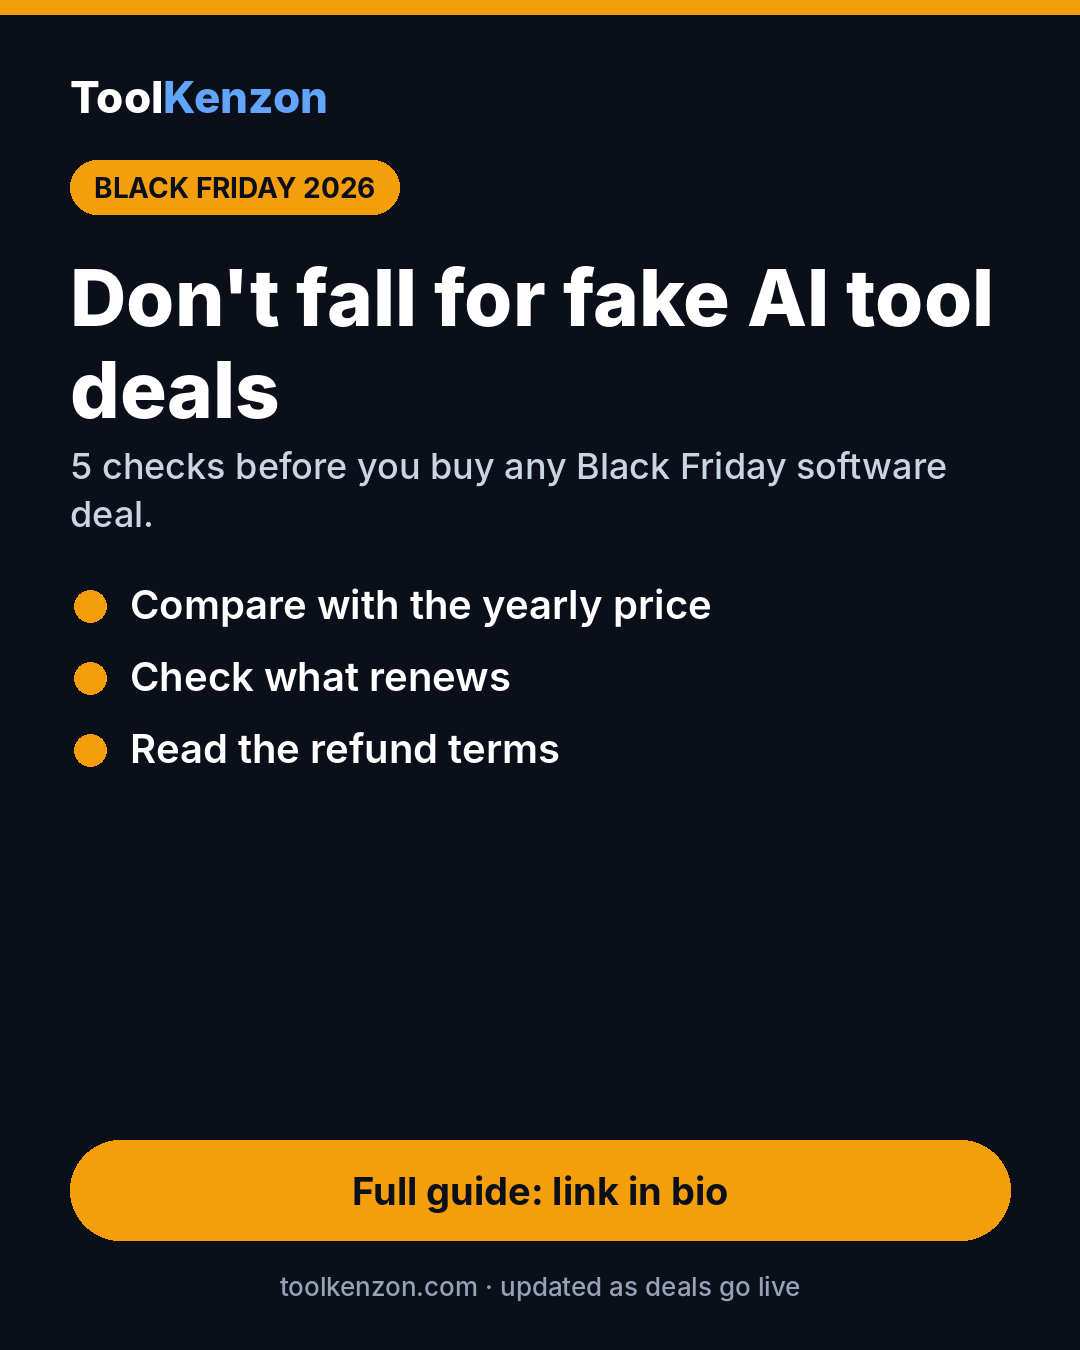 ToolKenzon
BLACK FRIDAY 2026
Don't fall for fake AI tool
deals
5 checks before you buy any Black Friday software
deal.
Compare with the yearly price
Check what renews
Read the refund terms
Full guide: link in bio
toolkenzon.com · updated as deals go live